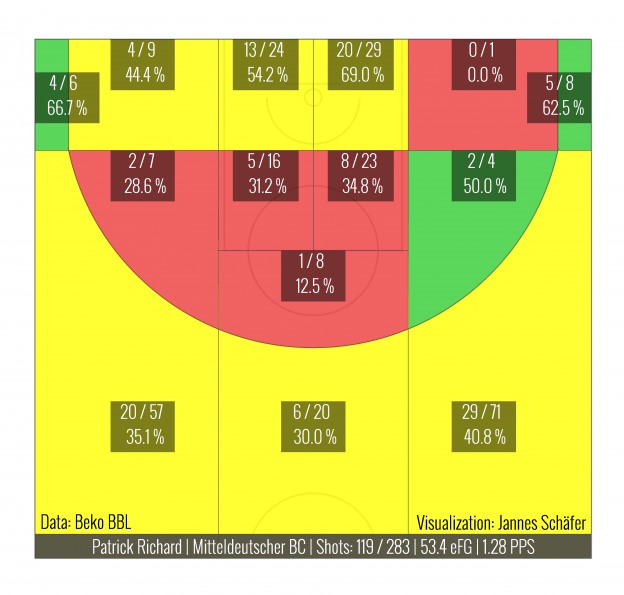 4 / 9
44.4 %
13 / 24
54.2 %
20 / 29
69.0 %
0 / 1
0.0 %
4 / 6
66.7 %
5 / 8
62.5 %
2 / 7
28.6 %
5 / 16
31.2 %
8 / 23
34.8 %
2 / 4
50.0 %
1 / 8
12.5 %
20 / 57
35.1 %
6 / 20
30.0 %
29 / 71
40.8 %
Data: Beko BBL
Visualization: Jannes Schäfer
Patrick Richard | Mitteldeutscher BC | Shots: 119 / 283 | 53.4 eFG | 1.28 PPS